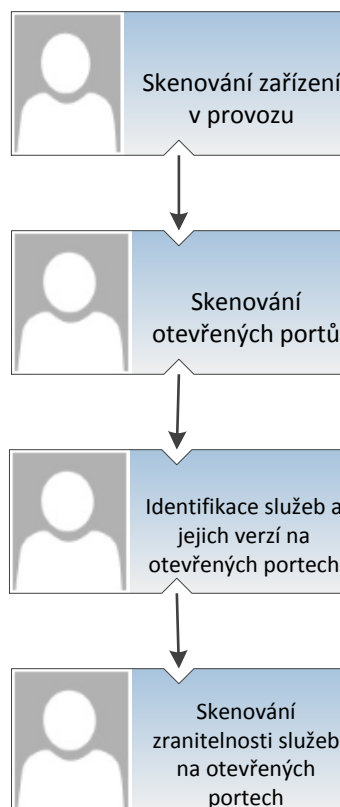 Skenování zařízení
v provozu
Skenování
otevřených portů
Identifikace služeb a
jejich verzí na
otevřených portech
Skenování
zranitelnosti služeb
na otevřených
portech